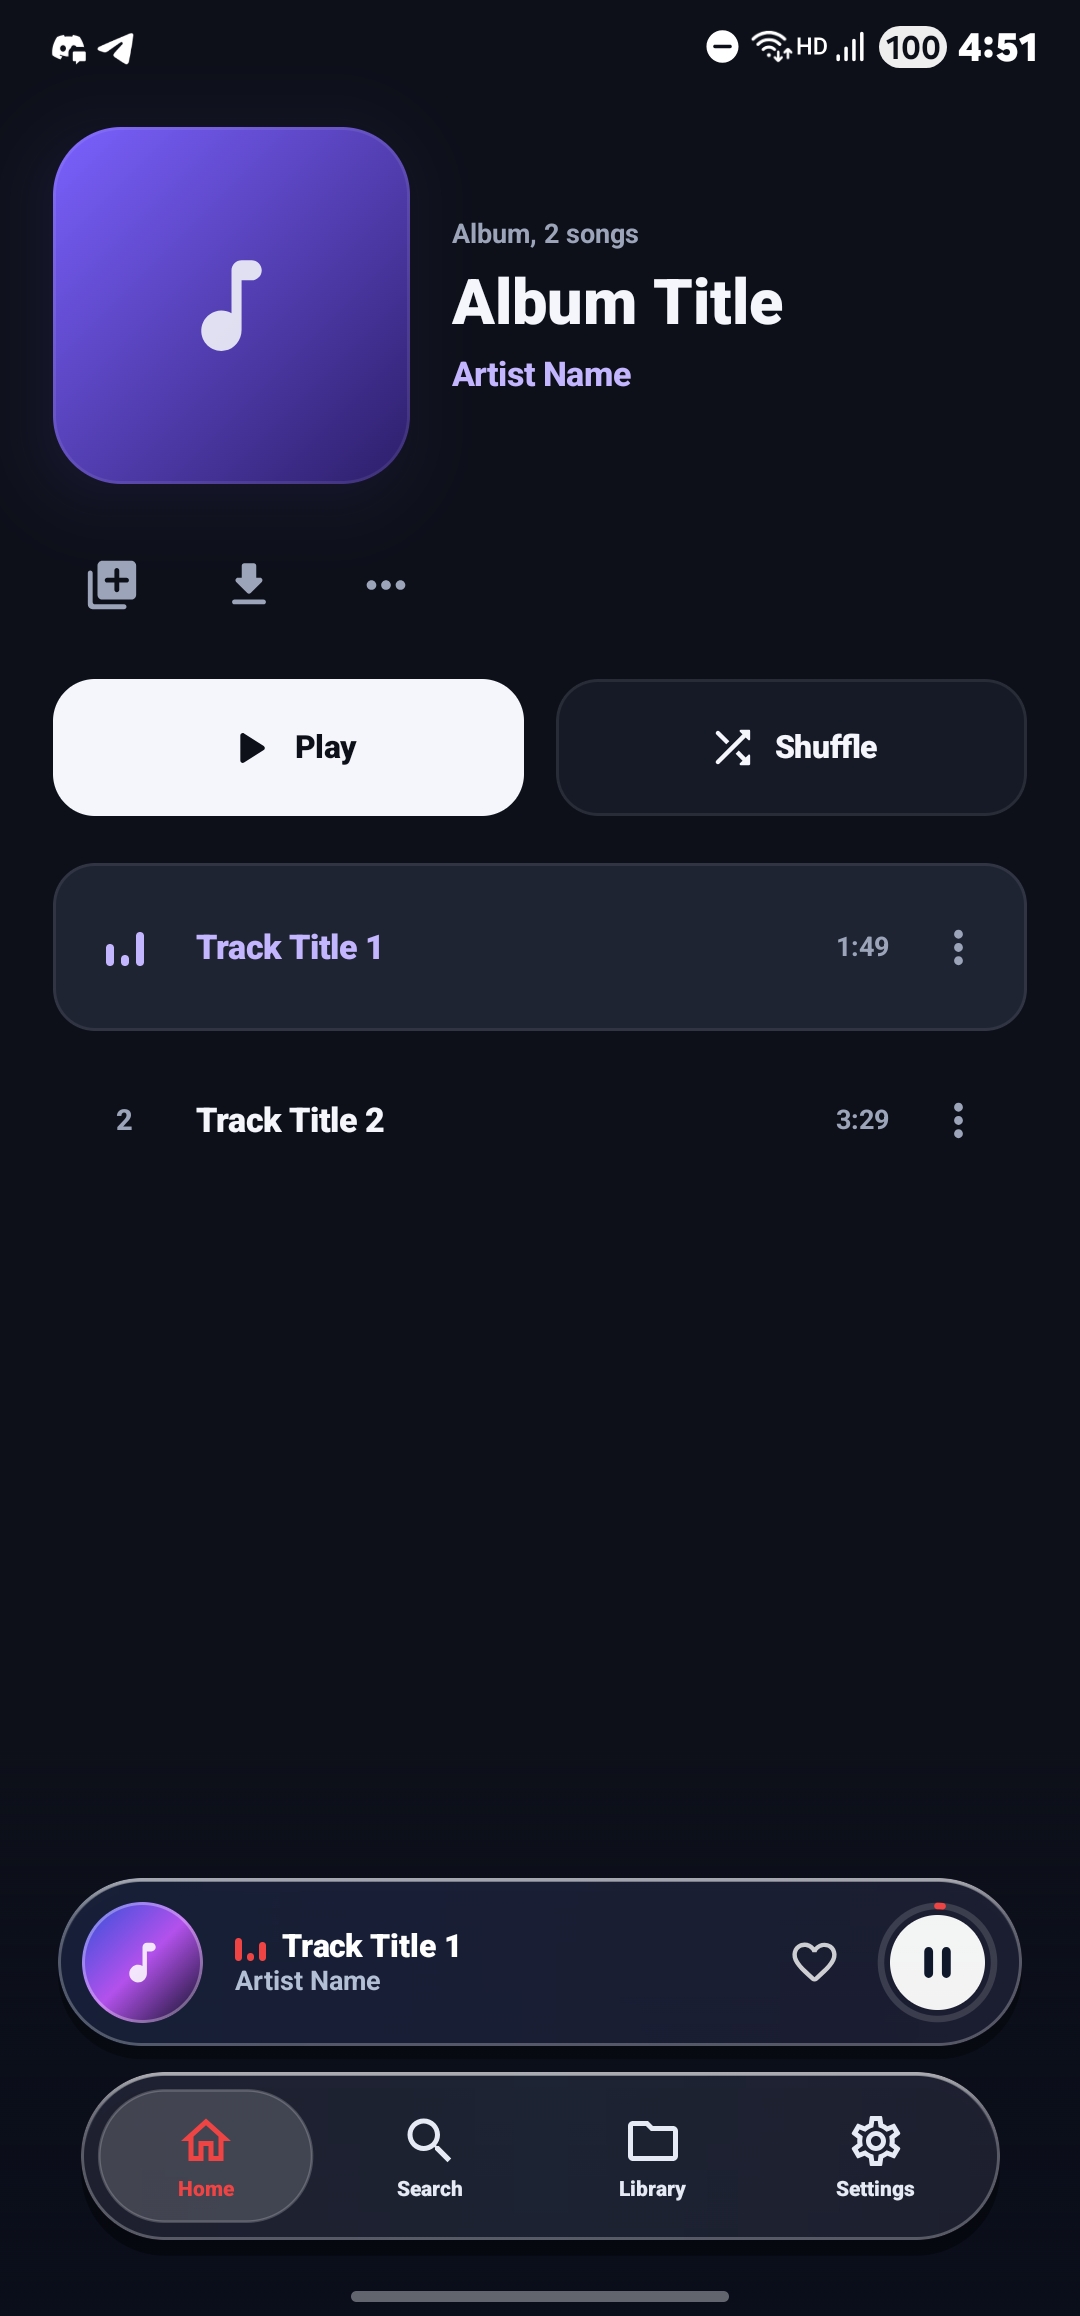 HD 100 4:51
Album, 2 songs
Album Title
Artist Name
Play
Shuffle
Track Title 1
1:49
2
Track Title 2
3:29
Track Title 1
Artist Name
Home
Search
Library
Settings